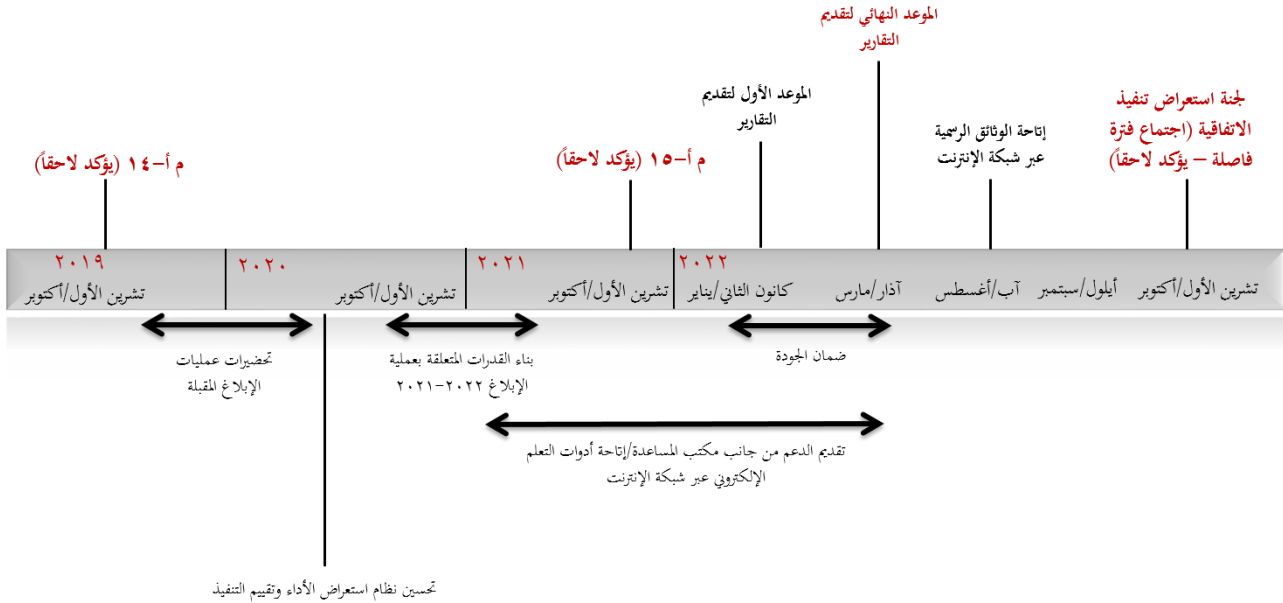 الموعد النهائي لتقديم
التقارير
الموعد الأول لتقديم
التقارير
لجنة استعراض تنفيذ
الاتفاقية (اجتماع فترة
فاصلة – يؤكد لاحقاً)
إتاحة الوثائق الرسمية
عبر شبكة الإنترنت
م أ-١٥ (يؤكد لاحقاً)
م أ-١٤ (يؤكد لاحقاً)
٢٠١٩
٢٠٢٠
٢٠٢١
٢٠٢٢
تشرين الأول/أكتوبر
تشرين الأول/أكتوبر
تشرين الأول/أكتوبر
كانون الثاني/يناير
آذار/مارس
آب/أغسطس
أيلول/سبتمبر
تشرين الأول/أكتوبر
تحضيرات عمليات
الإبلاغ المقبلة
بناء القدرات المتعلقة بعملية
الإبلاغ ٢٠٢٢-٢٠٢١
ضمان الجودة
تقديم الدعم من جانب مكتب المساعدة/إتاحة أدوات التعلم
الإلكتروني عبر شبكة الإنترنت
تحسين نظام استعراض الأداء وتقييم التنفيذ